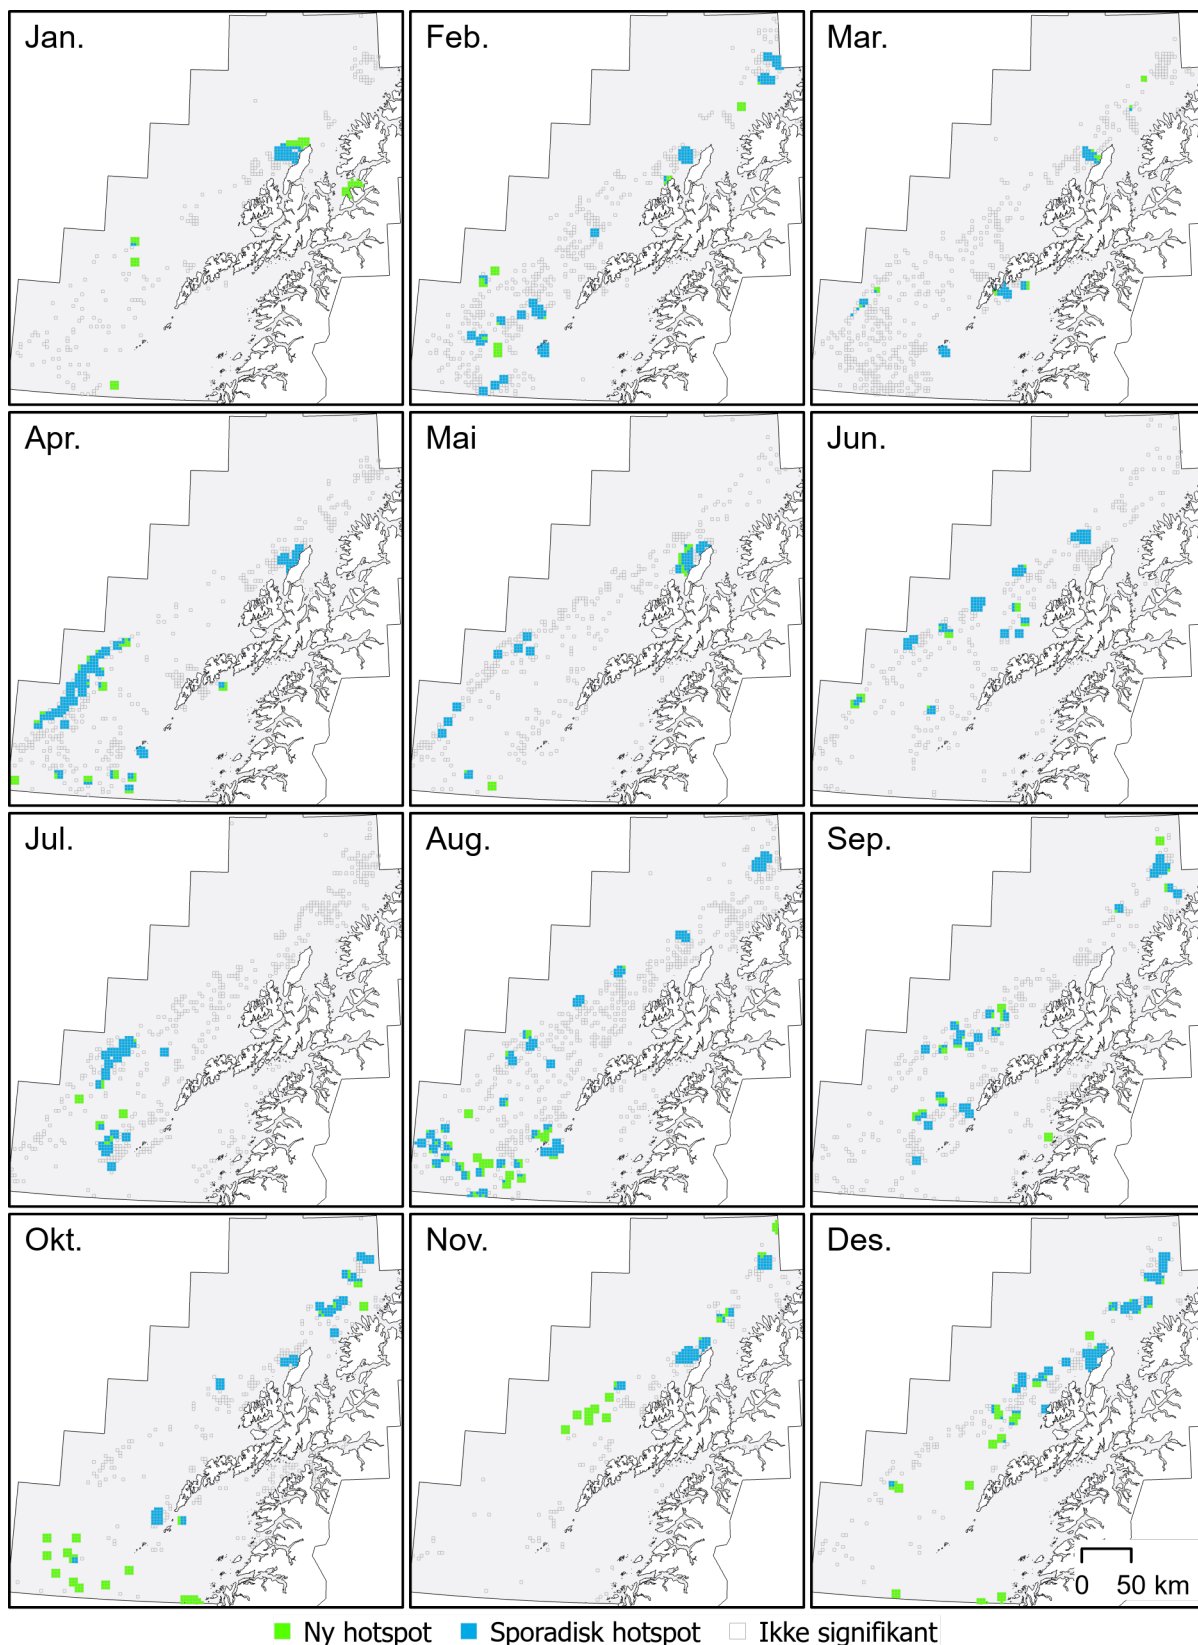 Jan.
Feb.
Mar.
Apr.
Mai
Jun.
Jul.
Aug.
Sep.
Okt.
Nov.
Des.
0 50 km
Ny hotspot Sporadisk hotspot Ikke signifikant